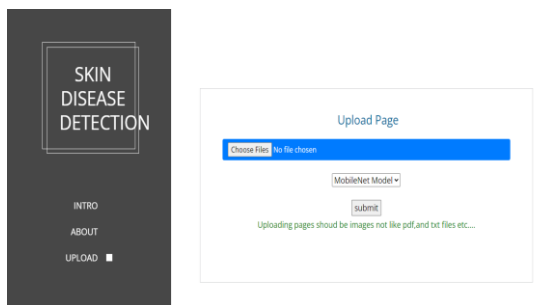 SKIN
DISEASE
DETECTION
INTRO
ABOUT
UPLOAD
Upload Page
Choose Files No file chosen
MobileNet Model
submit
Uploading pages shoud be images not like pdf,and txt files etc....